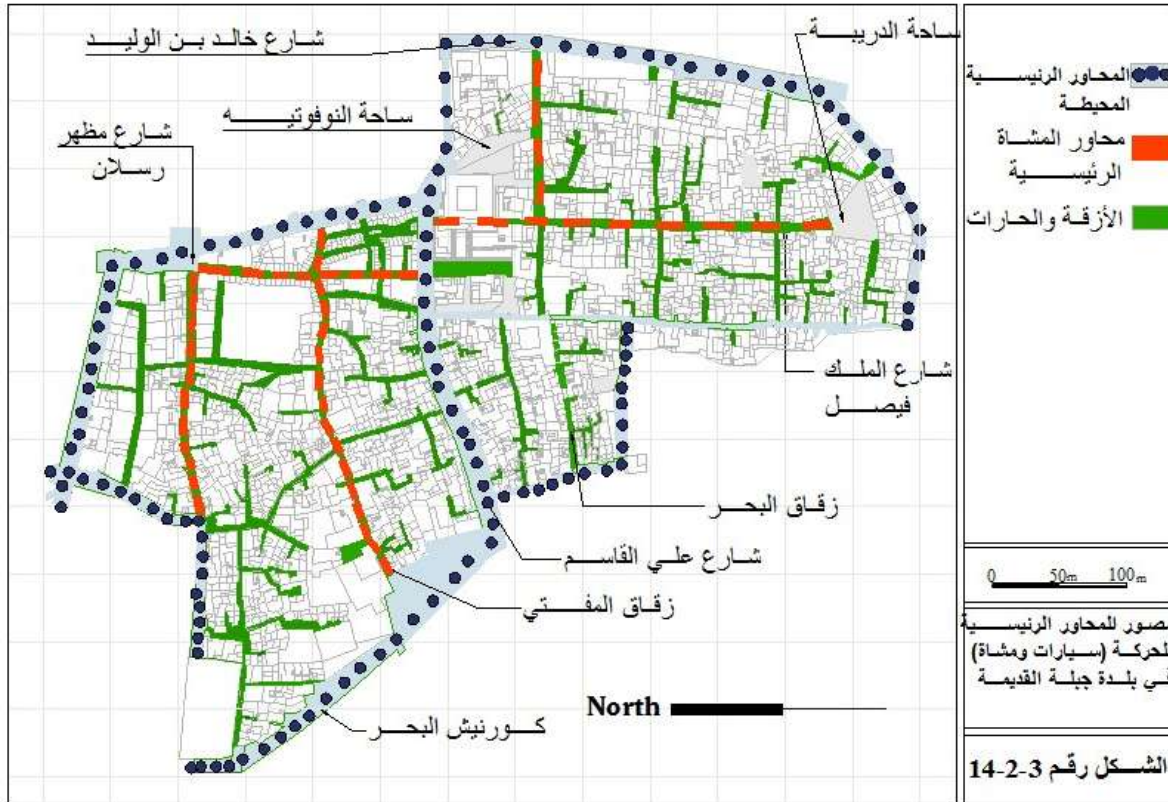 شارع خالد بن الوليد
ساحة الدريبة
ساحة النوفوتيه
شارع مظهر
رسلان
شارع الملك
فيصل
زقاق البحر
شارع علي القاسم
زقاق المفتي
كورنيش البحر
North
المحاور الرئيسية
المحيطة
محاور المشاة
الرئيسية
الأزقة والحارات
0 50m 100m
مصور للمحاور الرئيسية
للحركة (سيارات ومشاة)
في بلدة جبلة القديمة
الشكل رقم 3-2-14